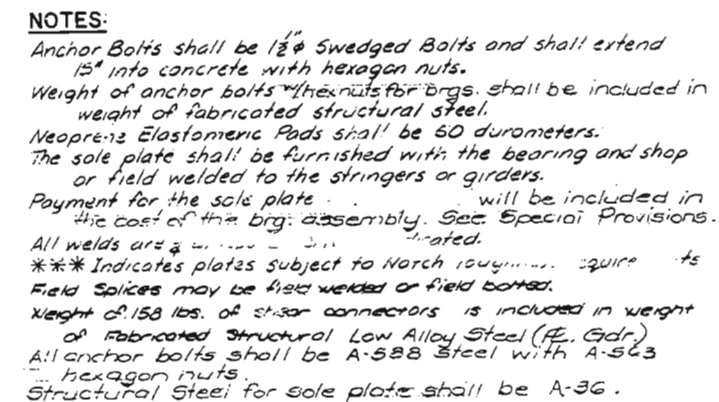 NOTES:
Anchor Bolts shall be 1½"ϕ Swedged Bolts and shall extend
15" into concrete with hexagon nuts.
Weight of anchor bolts w/hex nuts for brgs. shall be included in
weight of fabricated structural steel.
Neoprene Elastomeric Pads shall be 60 durometers.
The sole plate shall be furnished with the bearing and shop
or field welded to the stringers or girders.
Payment for the sole plate will be included in
the cost of the brg. assembly. See Special Provisions.
All welds are
*** Indicates plates subject to Notch
Field Splices may be field welded or field bolted.
Weight of 158 lbs. of shear connectors is included in weight
of Fabricated Structural Low Alloy Steel (PL. Gdr.)
All anchor bolts shall be A-588 Steel with A-563
hexagon nuts.
Structural Steel for sole plate shall be A-36.